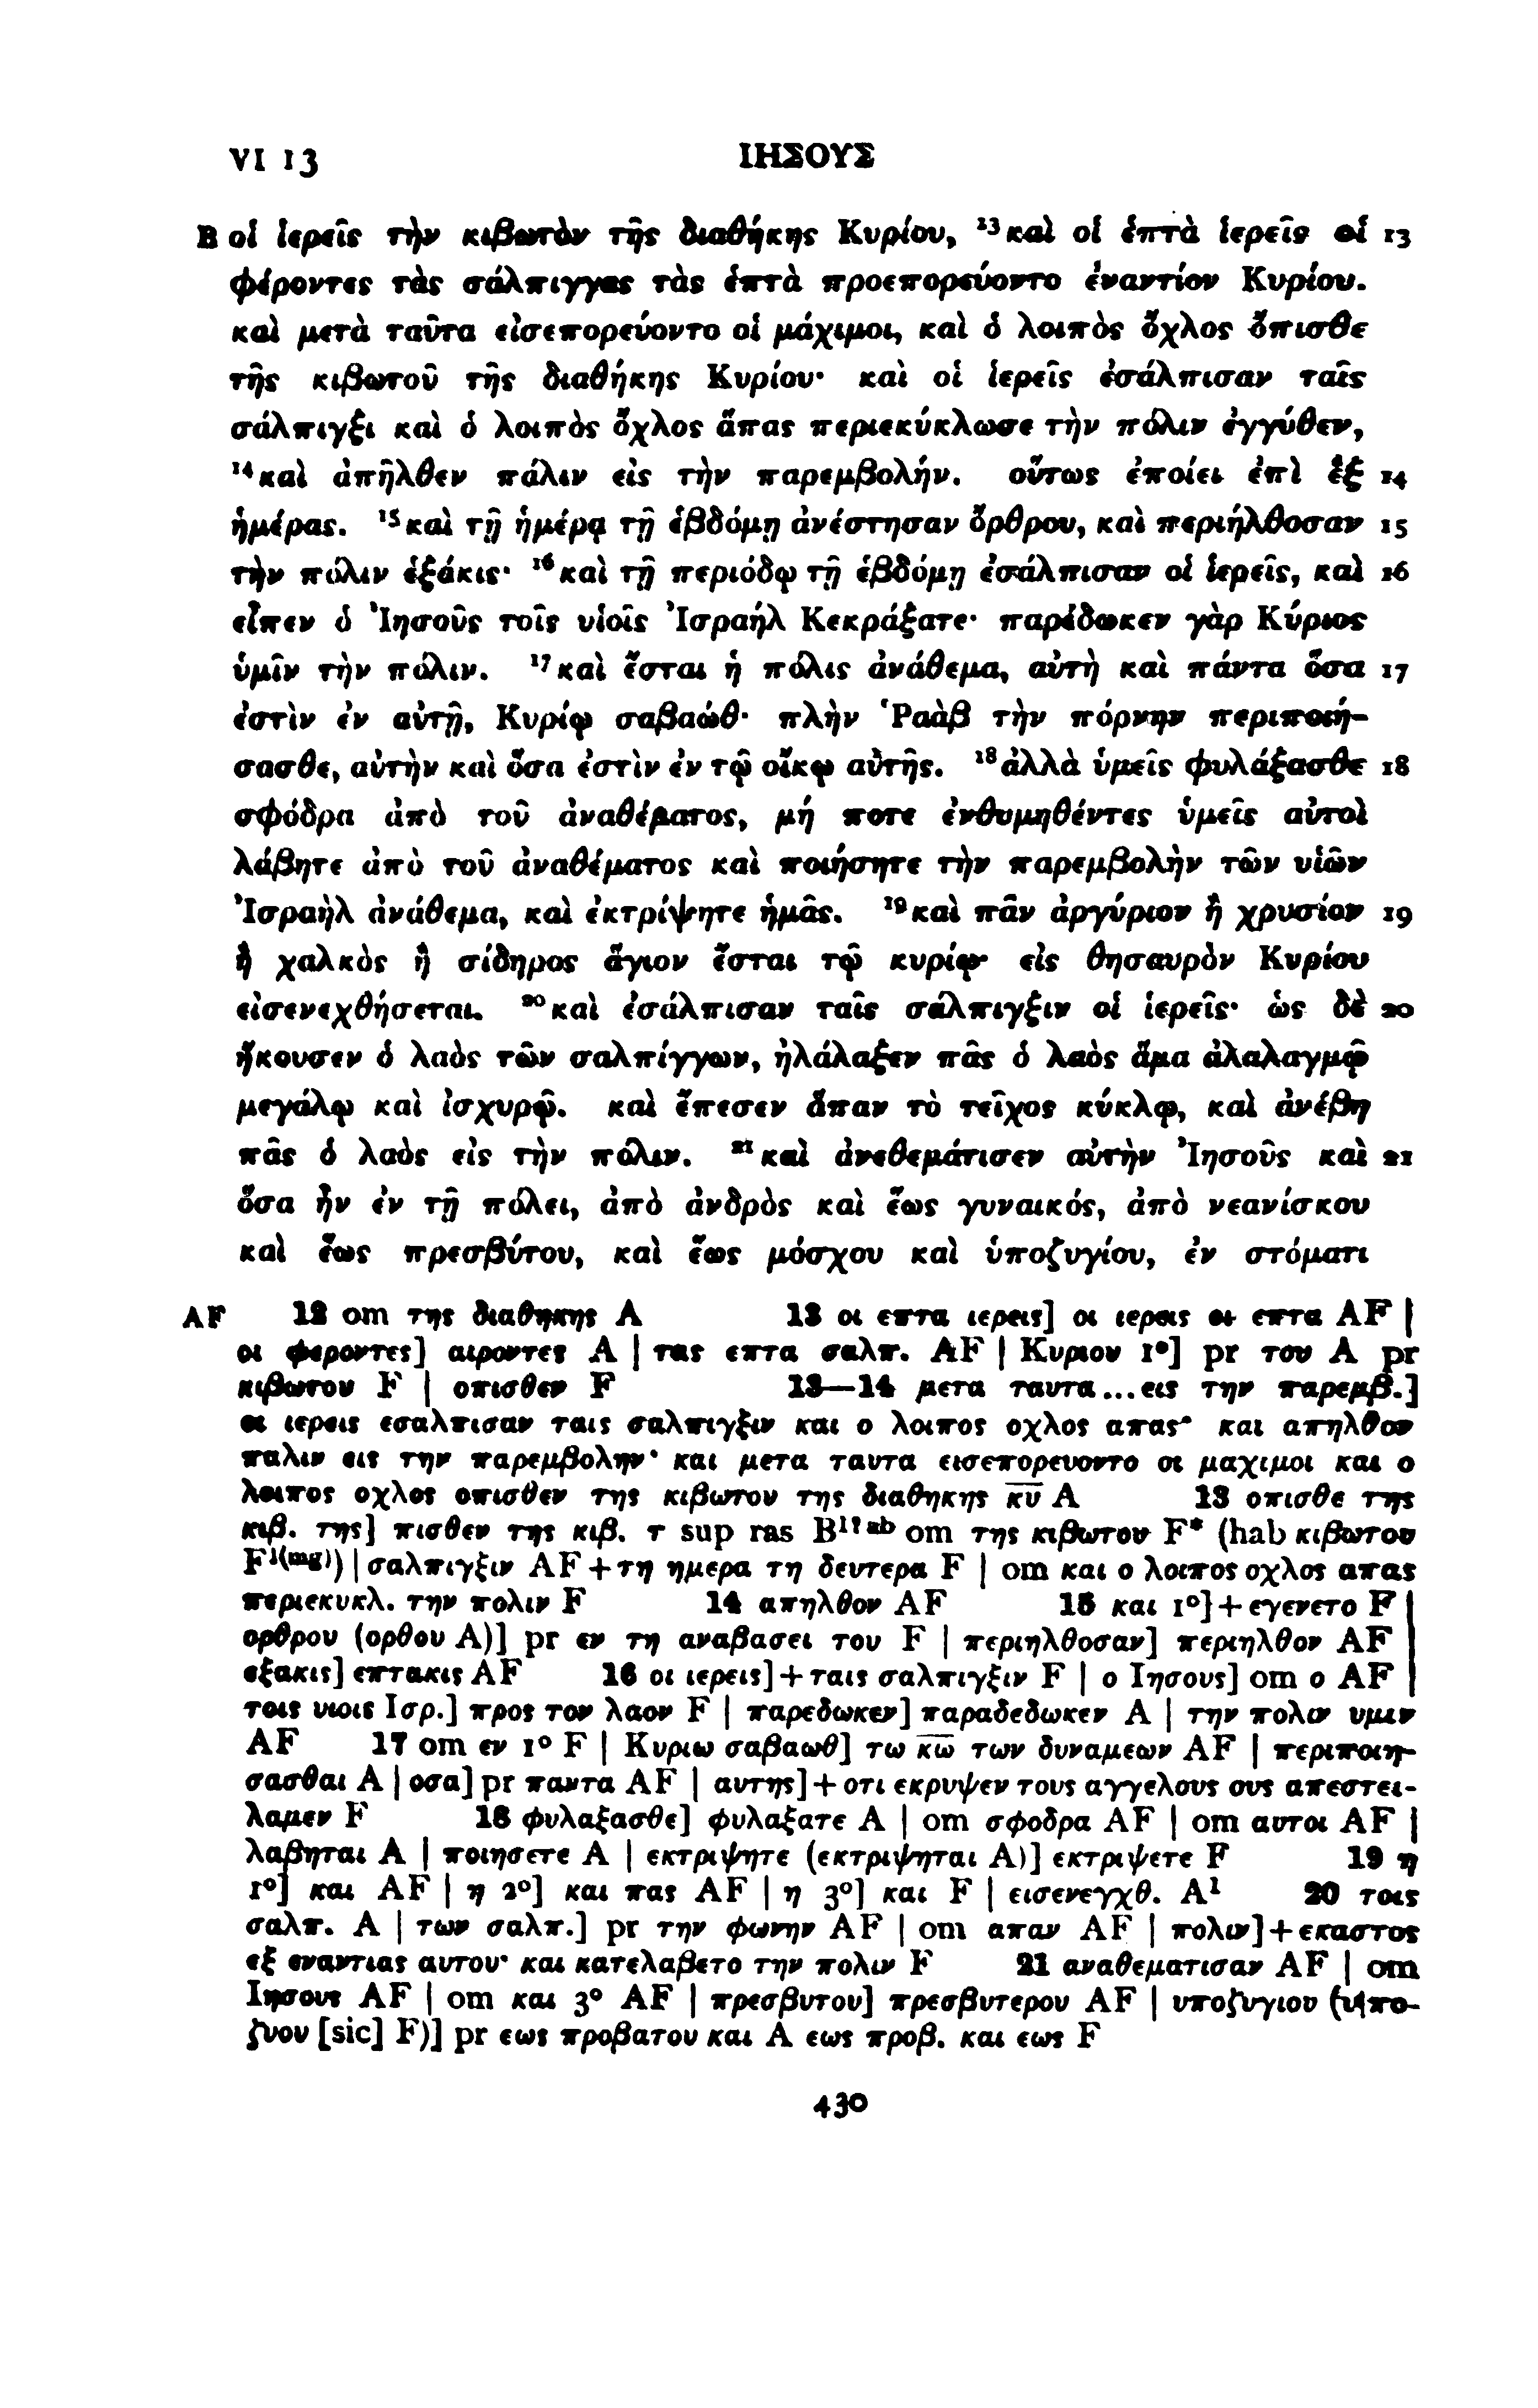 VI 13 ΙΗΣΟΥΣ
B οἱ ἱερεῖς τὴν κιβωτὸν τῆς διαθήκης Κυρίου, ¹³καὶ οἱ ἑπτὰ ἱερεῖς οἱ 13
φέροντες τὰς σάλπιγγας τὰς ἑπτὰ προεπορεύοντο ἐναντίον Κυρίου.
καὶ μετὰ ταῦτα εἰσεπορεύοντο οἱ μάχιμοι, καὶ ὁ λοιπὸς ὄχλος ὄπισθε
τῆς κιβωτοῦ τῆς διαθήκης Κυρίου· καὶ οἱ ἱερεῖς ἐσάλπισαν ταῖς
σάλπιγξι καὶ ὁ λοιπὸς ὄχλος ἅπας περιεκύκλωσε τὴν πόλιν ἐγγύθεν,
¹⁴καὶ ἀπῆλθεν πάλιν εἰς τὴν παρεμβολήν. οὕτως ἐποίει ἐπὶ ἓξ 14
ἡμέρας. ¹⁵καὶ τῇ ἡμέρᾳ τῇ ἑβδόμῃ ἀνέστησαν ὄρθρου, καὶ περιήλθοσαν 15
τὴν πόλιν ἑξάκις· ¹⁶καὶ τῇ περιόδῳ τῇ ἑβδόμῃ ἐσάλπισαν οἱ ἱερεῖς, καὶ 16
εἶπεν ὁ Ἰησοῦς τοῖς υἱοῖς Ἰσραήλ Κεκράξατε· παρέδωκεν γὰρ Κύριος
ὑμῖν τὴν πόλιν. ¹⁷καὶ ἔσται ἡ πόλις ἀνάθεμα, αὐτὴ καὶ πάντα ὅσα 17
ἐστὶν ἐν αὐτῇ, Κυρίῳ σαβαώθ· πλὴν Ῥαὰβ τὴν πόρνην περιποιή-
σασθε, αὐτὴν καὶ ὅσα ἐστὶν ἐν τῷ οἴκῳ αὐτῆς. ¹⁸ἀλλὰ ὑμεῖς φυλάξασθε 18
σφόδρα ἀπὸ τοῦ ἀναθέματος, μή ποτε ἐνθυμηθέντες ὑμεῖς αὐτοὶ
λάβητε ἀπὸ τοῦ ἀναθέματος καὶ ποιήσητε τὴν παρεμβολὴν τῶν υἱῶν
Ἰσραὴλ ἀνάθεμα, καὶ ἐκτρίψητε ἡμᾶς. ¹⁹καὶ πᾶν ἀργύριον ἢ χρυσίον 19
ἢ χαλκὸς ἢ σίδηρος ἅγιον ἔσται τῷ κυρίῳ· εἰς θησαυρὸν Κυρίου
εἰσενεχθήσεται. ²⁰καὶ ἐσάλπισαν ταῖς σάλπιγξιν οἱ ἱερεῖς· ὡς δὲ 20
ἤκουσεν ὁ λαὸς τῶν σαλπίγγων, ἠλάλαξεν πᾶς ὁ λαὸς ἅμα ἀλαλαγμῷ
μεγάλῳ καὶ ἰσχυρῷ. καὶ ἔπεσεν ἅπαν τὸ τεῖχος κύκλῳ, καὶ ἀνέβη
πᾶς ὁ λαὸς εἰς τὴν πόλιν. ²¹καὶ ἀνεθεμάτισεν αὐτὴν Ἰησοῦς καὶ 21
ὅσα ἦν ἐν τῇ πόλει, ἀπὸ ἀνδρὸς καὶ ἕως γυναικός, ἀπὸ νεανίσκου
καὶ ἕως πρεσβύτου, καὶ ἕως μόσχου καὶ ὑποζυγίου, ἐν στόματι
AF 12 om της διαθηκης A 13 οι επτα ιερεις] οι ιερεις οι επτα AF |
οι φεροντες] αιροντες A | τας επτα σαλπ. AF | Κυριου 1°] pr του A pr
κιβωτου F | οπισθεν F 13—14 μετα ταυτα...εις την παρεμβ.]
οι ιερεις εσαλπισαν ταις σαλπιγξιν και ο λοιπος οχλος απας· και απηλθον
παλιν εις την παρεμβολην· και μετα ταυτα εισεπορευοντο οι μαχιμοι και ο
λοιπος οχλος οπισθεν της κιβωτου της διαθηκης κ̅υ̅ A 13 οπισθε της
κιβ. της] πισθεν της κιβ. τ sup ras B¹ᵎᵃᵇ om της κιβωτου F* (hab κιβωτου
F¹⁽ᵐᵍ⁾) | σαλπιγξιν AF + τη ημερα τη δευτερα F | om και ο λοιπος οχλος απας
περιεκυκλ. την πολιν F 14 απηλθον AF 15 και 1°] + εγενετο F |
ορθρου (ορθου A)] pr εν τη αναβασει του F | περιηλθοσαν] περιηλθον AF |
εξακις] επτακις AF 16 οι ιερεις] + ταις σαλπιγξιν F | ο Ιησους] om ο AF |
τοις υιοις Ισρ.] προς τον λαον F | παρεδωκεν] παραδεδωκεν A | την πολιν υμιν
AF 17 om εν 1° F | Κυριω σαβαωθ] τω κ̅ω̅ των δυναμεων AF | περιποιη-
σασθαι A | οσα] pr παντα AF | αυτης] + οτι εκρυψεν τους αγγελους ους απεστει-
λαμεν F 18 φυλαξασθε] φυλαξατε A | om σφοδρα AF | om αυτοι AF |
λαβηται A | ποιησετε A | εκτριψητε (εκτριψηται A)] εκτριψετε F 19 η
1°] και AF | η 2°] και πας AF | η 3°] και F | εισενεγχθ. A¹ 20 τοις
σαλπ. A | των σαλπ.] pr την φωνην AF | om απαν AF | πολιν] + εκαστος
εξ εναντιας αυτου· και κατελαβετο την πολιν F 21 αναθεματισαν AF | om
Ιησους AF | om και 3° AF | πρεσβυτου] πρεσβυτερου AF | υποζυγιου (υ|πο-
ζυου [sic] F)] pr εως προβατου και A εως προβ. και εως F
430